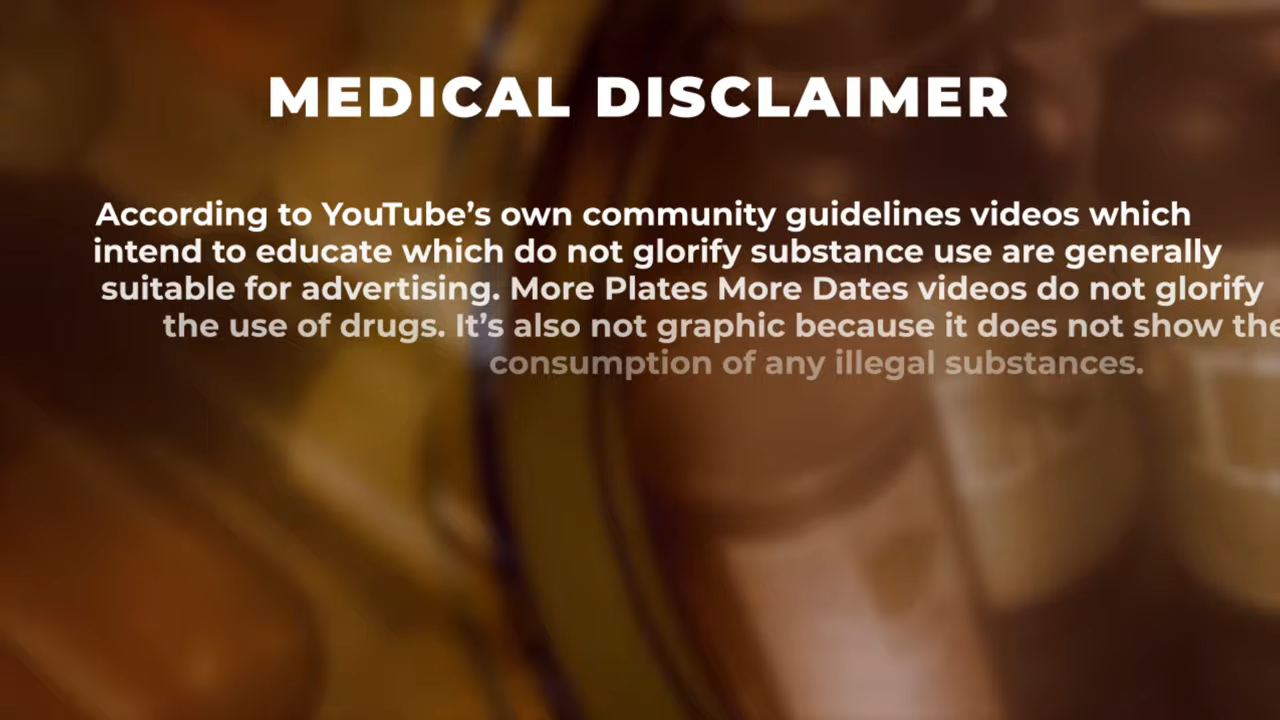 MEDICAL DISCLAIMER
According to YouTube’s own community guidelines videos which
intend to educate which do not glorify substance use are generally
suitable for advertising. More Plates More Dates videos do not glorify
the use of drugs. It’s also not graphic because it does not show the
consumption of any illegal substances.